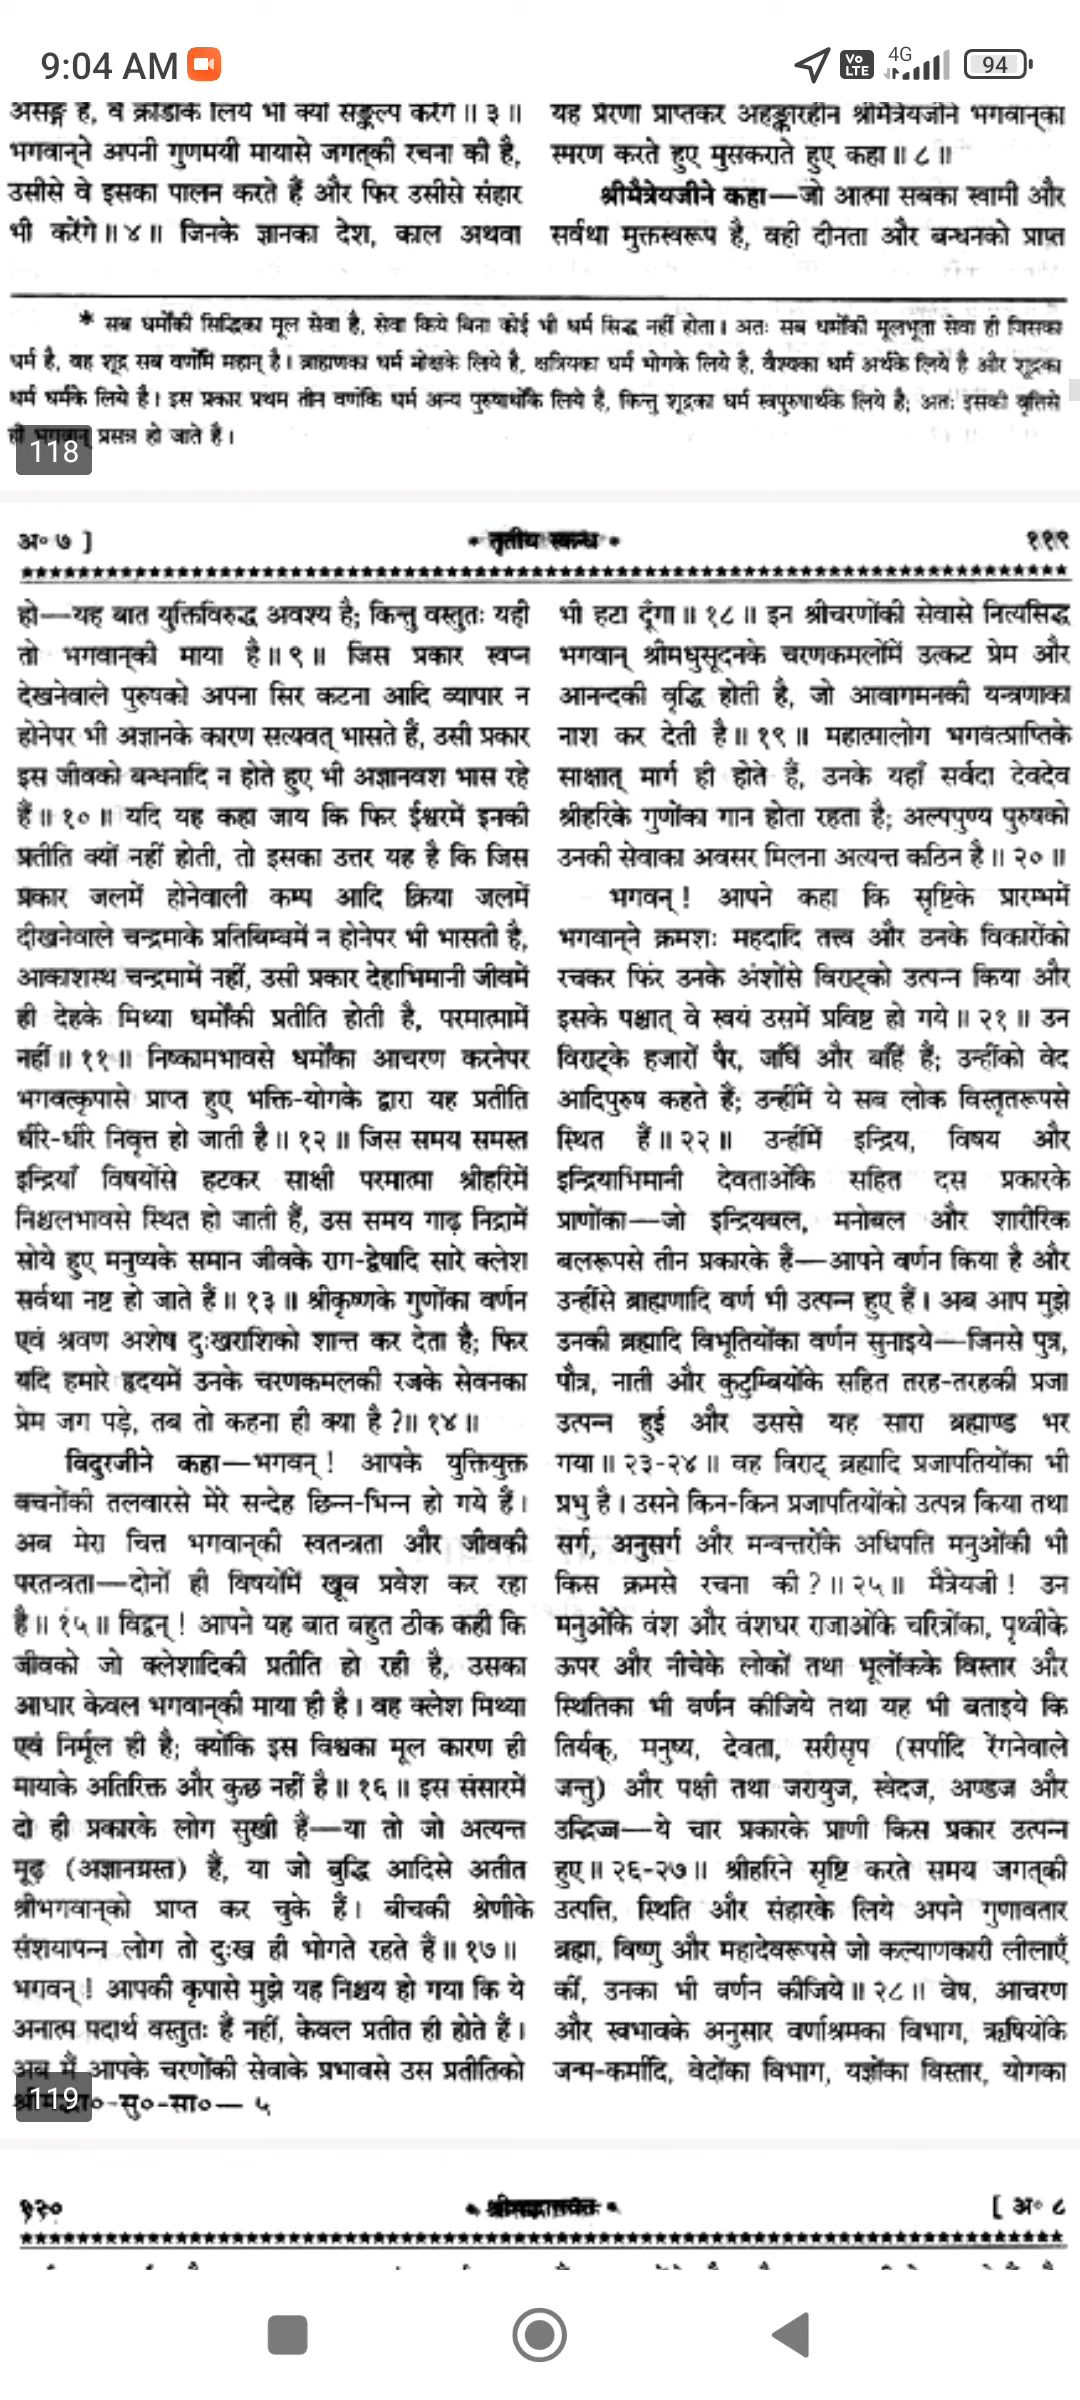 9:04 AM
Vo LTE 4G 94
असङ्ग हैं, वे क्रीडाके लिये भी क्यों सङ्कल्प करेंगे॥ ३॥
भगवान्‌ने अपनी गुणमयी मायासे जगत्‌की रचना की है,
उसीसे वे इसका पालन करते हैं और फिर उसीसे संहार
भी करेंगे॥४॥ जिनके ज्ञानका देश, काल अथवा
यह प्रेरणा प्राप्तकर अहङ्कारहीन श्रीमैत्रेयजीने भगवान्‌का
स्मरण करते हुए मुसकराते हुए कहा॥ ८॥
श्रीमैत्रेयजीने कहा—जो आत्मा सबका स्वामी और
सर्वथा मुक्तस्वरूप है, वही दीनता और बन्धनको प्राप्त
* सब धर्मोंकी सिद्धिका मूल सेवा है, सेवा किये बिना कोई भी धर्म सिद्ध नहीं होता। अतः सब धर्मोंकी मूलभूता सेवा ही जिसका
धर्म है, वह शूद्र सब वर्णोंमें महान् है। ब्राह्मणका धर्म मोक्षके लिये है, क्षत्रियका धर्म भोगके लिये है, वैश्यका धर्म अर्थके लिये है और शूद्रका
धर्म धर्मके लिये है। इस प्रकार प्रथम तीन वर्णोंके धर्म अन्य पुरुषार्थोंके लिये हैं, किन्तु शूद्रका धर्म स्वपुरुषार्थके लिये है; अतः इसकी वृत्तिसे
ही भगवान् प्रसन्न हो जाते हैं।
118
अ० ७ ]
• तृतीय स्कन्ध •
११९
हो—यह बात युक्तिविरुद्ध अवश्य है; किन्तु वस्तुतः यही
तो भगवान्‌की माया है॥९॥ जिस प्रकार स्वप्न
देखनेवाले पुरुषको अपना सिर कटना आदि व्यापार न
होनेपर भी अज्ञानके कारण सत्यवत् भासते हैं, उसी प्रकार
इस जीवको बन्धनादि न होते हुए भी अज्ञानवश भास रहे
हैं॥ १०॥ यदि यह कहा जाय कि फिर ईश्वरमें इनकी
प्रतीति क्यों नहीं होती, तो इसका उत्तर यह है कि जिस
प्रकार जलमें होनेवाली कम्प आदि क्रिया जलमें
दीखनेवाले चन्द्रमाके प्रतिबिम्बमें न होनेपर भी भासती है,
आकाशस्थ चन्द्रमामें नहीं, उसी प्रकार देहाभिमानी जीवमें
ही देहके मिथ्या धर्मोंकी प्रतीति होती है, परमात्मामें
नहीं॥ ११॥ निष्कामभावसे धर्मोंका आचरण करनेपर
भगवत्कृपासे प्राप्त हुए भक्ति-योगके द्वारा यह प्रतीति
धीरे-धीरे निवृत्त हो जाती है॥ १२॥ जिस समय समस्त
इन्द्रियाँ विषयोंसे हटकर साक्षी परमात्मा श्रीहरिमें
निश्चलभावसे स्थित हो जाती हैं, उस समय गाढ़ निद्रामें
सोये हुए मनुष्यके समान जीवके राग-द्वेषादि सारे क्लेश
सर्वथा नष्ट हो जाते हैं॥ १३॥ श्रीकृष्णके गुणोंका वर्णन
एवं श्रवण अशेष दुःखराशिको शान्त कर देता है; फिर
यदि हमारे हृदयमें उनके चरणकमलकी रजके सेवनका
प्रेम जग पड़े, तब तो कहना ही क्या है ?॥ १४॥
विदुरजीने कहा—भगवन्! आपके युक्तियुक्त
वचनोंकी तलवारसे मेरे सन्देह छिन्न-भिन्न हो गये हैं।
अब मेरा चित्त भगवान्‌की स्वतन्त्रता और जीवकी
परतन्त्रता—दोनों ही विषयोंमें खूब प्रवेश कर रहा
है॥ १५॥ विद्वन्! आपने यह बात बहुत ठीक कही कि
जीवको जो क्लेशादिकी प्रतीति हो रही है, उसका
आधार केवल भगवान्‌की माया ही है। वह क्लेश मिथ्या
एवं निर्मूल ही है; क्योंकि इस विश्वका मूल कारण ही
मायाके अतिरिक्त और कुछ नहीं है॥ १६॥ इस संसारमें
दो ही प्रकारके लोग सुखी हैं—या तो जो अत्यन्त
मूढ़ (अज्ञानग्रस्त) हैं, या जो बुद्धि आदिसे अतीत
श्रीभगवान्‌को प्राप्त कर चुके हैं। बीचकी श्रेणीके
संशयापन्न लोग तो दुःख ही भोगते रहते हैं॥ १७॥
भगवन्! आपकी कृपासे मुझे यह निश्चय हो गया कि ये
अनात्म पदार्थ वस्तुतः हैं नहीं, केवल प्रतीत ही होते हैं।
अब मैं आपके चरणोंकी सेवाके प्रभावसे उस प्रतीतिको
श्रीमद्भा०-सु०-सा०— ५
119
भी हटा दूँगा॥ १८॥ इन श्रीचरणोंकी सेवासे नित्यसिद्ध
भगवान् श्रीमधुसूदनके चरणकमलोंमें उत्कट प्रेम और
आनन्दकी वृद्धि होती है, जो आवागमनकी यन्त्रणाका
नाश कर देती है॥ १९॥ महात्मालोग भगवत्प्राप्तिके
साक्षात् मार्ग ही होते हैं, उनके यहाँ सर्वदा देवदेव
श्रीहरिके गुणोंका गान होता रहता है; अल्पपुण्य पुरुषको
उनकी सेवाका अवसर मिलना अत्यन्त कठिन है॥ २०॥
भगवन्! आपने कहा कि सृष्टिके प्रारम्भमें
भगवान्‌ने क्रमशः महदादि तत्त्व और उनके विकारोंको
रचकर फिर उनके अंशोंसे विराट्‌को उत्पन्न किया और
इसके पश्चात् वे स्वयं उसमें प्रविष्ट हो गये॥ २१॥ उन
विराट्‌के हजारों पैर, जाँघें और बाँहें हैं; उन्हींको वेद
आदिपुरुष कहते हैं; उन्हींमें ये सब लोक विस्तृतरूपसे
स्थित हैं॥२२॥ उन्हींमें इन्द्रिय, विषय और
इन्द्रियाभिमानी देवताओंके सहित दस प्रकारके
प्राणोंका—जो इन्द्रियबल, मनोबल और शारीरिक
बलरूपसे तीन प्रकारके हैं—आपने वर्णन किया है और
उन्हींसे ब्राह्मणादि वर्ण भी उत्पन्न हुए हैं। अब आप मुझे
उनकी ब्रह्मादि विभूतियोंका वर्णन सुनाइये—जिनसे पुत्र,
पौत्र, नाती और कुटुम्बियोंके सहित तरह-तरहकी प्रजा
उत्पन्न हुई और उससे यह सारा ब्रह्माण्ड भर
गया॥ २३-२४॥ वह विराट् ब्रह्मादि प्रजापतियोंका भी
प्रभु है। उसने किन-किन प्रजापतियोंको उत्पन्न किया तथा
सर्ग, अनुसर्ग और मन्वन्तरोंके अधिपति मनुओंकी भी
किस क्रमसे रचना की ?॥ २५॥ मैत्रेयजी! उन
मनुओंके वंश और वंशधर राजाओंके चरित्रोंका, पृथ्वीके
ऊपर और नीचेके लोकों तथा भूर्लोकके विस्तार और
स्थितिका भी वर्णन कीजिये तथा यह भी बताइये कि
तिर्यक्, मनुष्य, देवता, सरीसृप (सर्पादि रेंगनेवाले
जन्तु) और पक्षी तथा जरायुज, स्वेदज, अण्डज और
उद्भिज्ज—ये चार प्रकारके प्राणी किस प्रकार उत्पन्न
हुए॥ २६-२७॥ श्रीहरिने सृष्टि करते समय जगत्‌की
उत्पत्ति, स्थिति और संहारके लिये अपने गुणावतार
ब्रह्मा, विष्णु और महादेवरूपसे जो कल्याणकारी लीलाएँ
कीं, उनका भी वर्णन कीजिये॥ २८॥ वेष, आचरण
और स्वभावके अनुसार वर्णाश्रमका विभाग, ऋषियोंके
जन्म-कर्मादि, वेदोंका विभाग, यज्ञोंका विस्तार, योगका
१२०
• श्रीमद्भागवत •
[ अ० ८